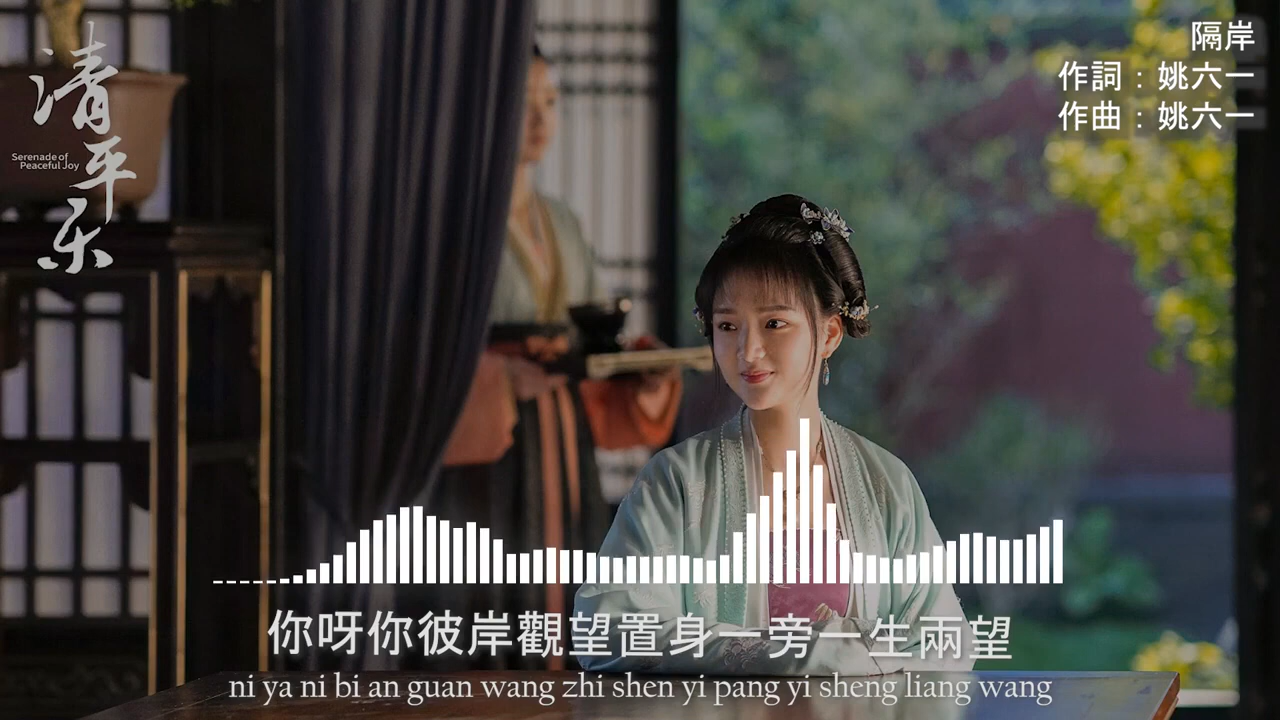 清平乐
Serenade of
Peaceful Joy
隔岸
作詞：姚六一
作曲：姚六一
你呀你彼岸觀望置身一旁一生兩望
ni ya ni bi an guan wang zhi shen yi pang yi sheng liang wang